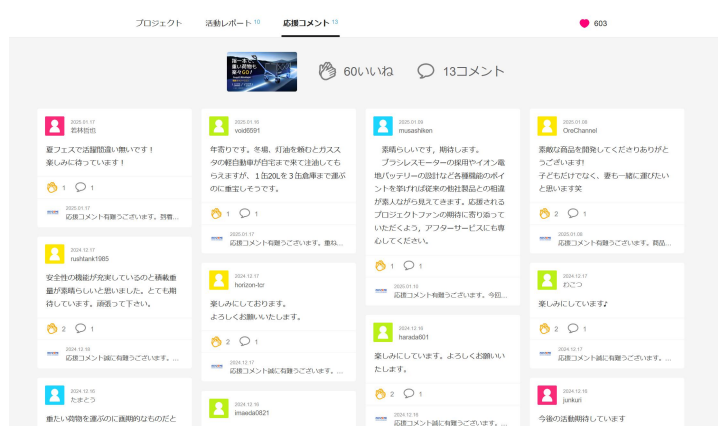 プロジェクト
活動レポート 10
応援コメント 13
603
誰一本で、
重い荷物も
楽々GO!
60いいね
13コメント
2025.01.17
若林哲也
夏フェスで活躍間違い無いです！
楽しみに待っています！
1 1
2025.01.17
応援コメント有難うございます。到着...
2024.12.17
rushtank1985
安全性の機能が充実しているのと積載重
量が素晴らしいと思いました。とても期
待しています。頑張って下さい。
2 1
2024.12.18
応援コメント誠に有難うございます。...
2024.12.16
たまとう
重たい荷物を運ぶのに画期的なものだと
2025.01.16
void6591
年寄りです。冬場、灯油を頼むとガスス
タの軽自動車が自宅まで来て注油しても
らえますが、１缶20Lを３缶倉庫まで運ぶ
のに重宝しそうです。
1 1
2025.01.17
応援コメント有難うございます。重ね...
2024.12.17
horizon-lcr
楽しみにしております。
よろしくお願いいたします。
2 1
2024.12.17
応援コメント誠に有難うございます。...
imaeda0821
2025.01.09
musashiken
素晴らしいです，期待します。
ブラシレスモーターの採用やイオン電
地バッテリーの設計など各種機能のポイ
ントを挙げれば従来の他社製品との相違
が素人ながら見えてきます。応援される
プロジェクトファンの期待に寄り添って
いただくよう，アフターサービスにも専
心してください。
1 1
2025.01.10
応援コメント有難うございます。今回...
2024.12.16
harada601
楽しみにしています。よろしくお願いい
たします。
2 1
2024.12.16
応援コメント誠に有難うございます。...
2025.01.08
OreChannel
素敵な商品を開発してくださりありがと
うございます!
子どもだけでなく、妻も一緒に運びたい
と思います笑
2 1
2025.01.08
応援コメント有難うございます。商品...
2024.12.17
おこつ
楽しみにしています♪
2 1
2024.12.17
応援コメント誠に有難うございます。...
2024.12.16
junkuri
今後の活動期待しています